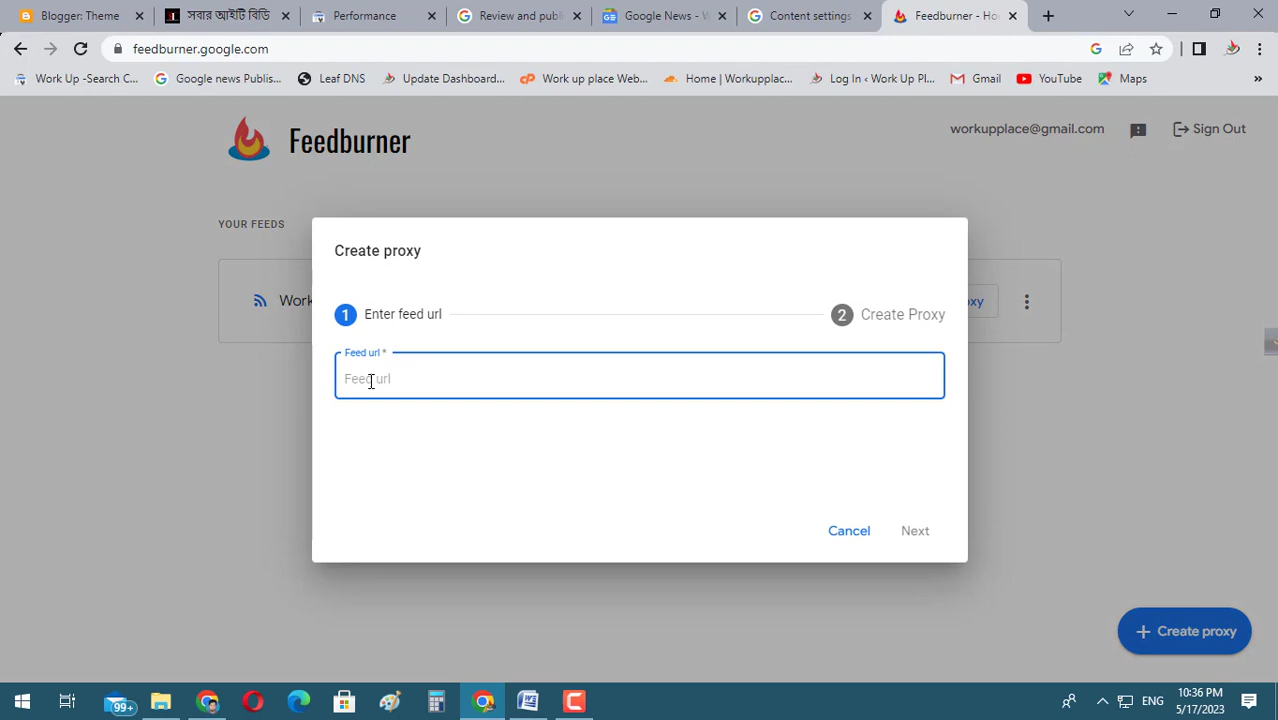 Blogger: Theme
সবার আইটি বিডি
Performance
Review and publ
Google News - W
Content settings
Feedburner - Ho
feedburner.google.com
Work Up -Search C...
Google news Publis...
Leaf DNS
Update Dashboard...
Work up place Web...
Home | Workupplac...
Log In ‹ Work Up Pl...
Gmail
YouTube
Maps
»
Feedburner
workupplace@gmail.com
Sign Out
YOUR FEEDS
Work
oxy
Create proxy
1 Enter feed url
2 Create Proxy
Feed url *
Feed url
Cancel
Next
+ Create proxy
99+
ENG
10:36 PM
5/17/2023